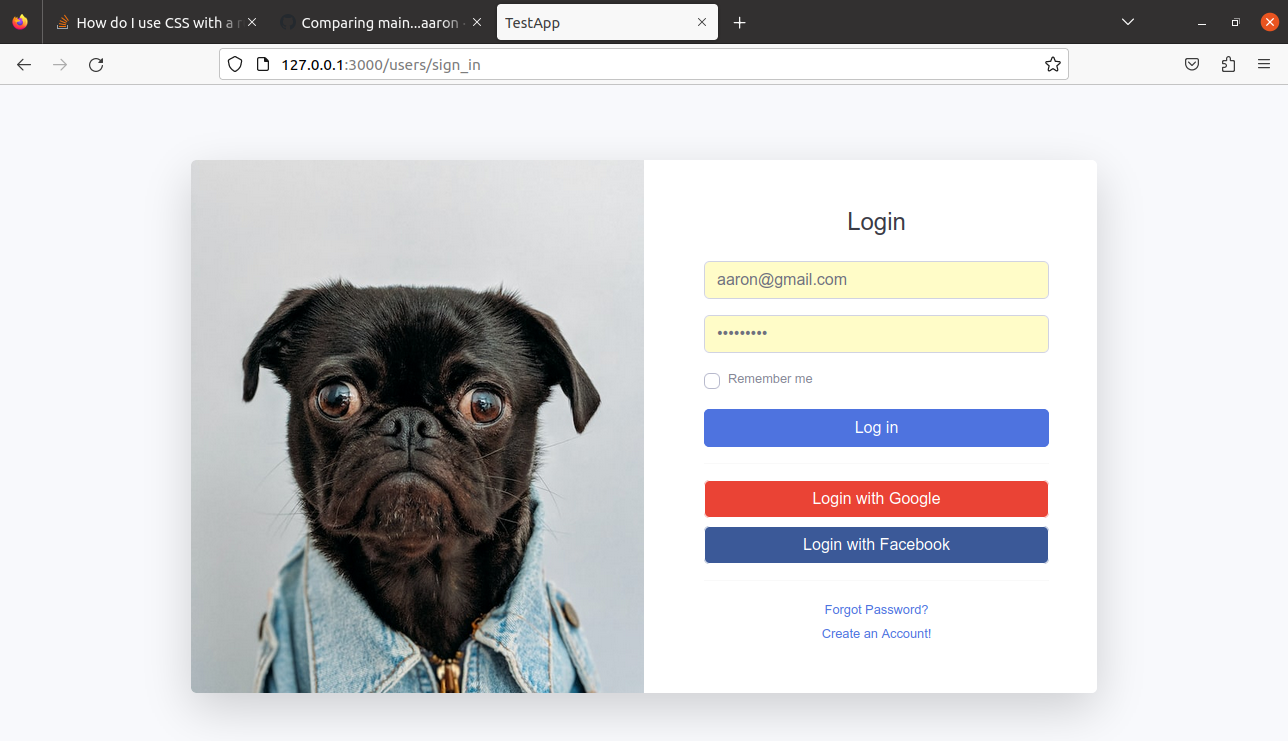 How do I use CSS with a r
Comparing main...aaron ·
TestApp
127.0.0.1:3000/users/sign_in
Login
aaron@gmail.com
•••••••••
Remember me
Log in
Login with Google
Login with Facebook
Forgot Password?
Create an Account!